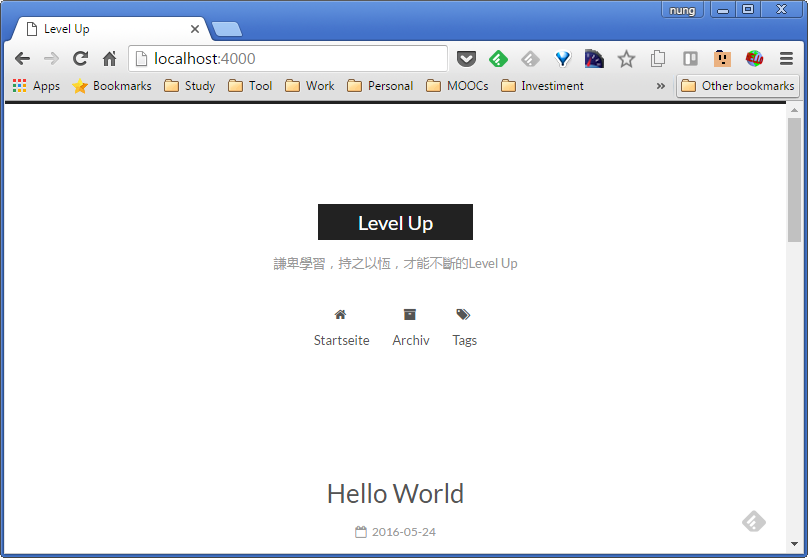 nung
Level Up
localhost:4000
Apps Bookmarks Study Tool Work Personal MOOCs Investiment » Other bookmarks
Level Up
謙卑學習，持之以恆，才能不斷的Level Up
Startseite Archiv Tags
Hello World
2016-05-24